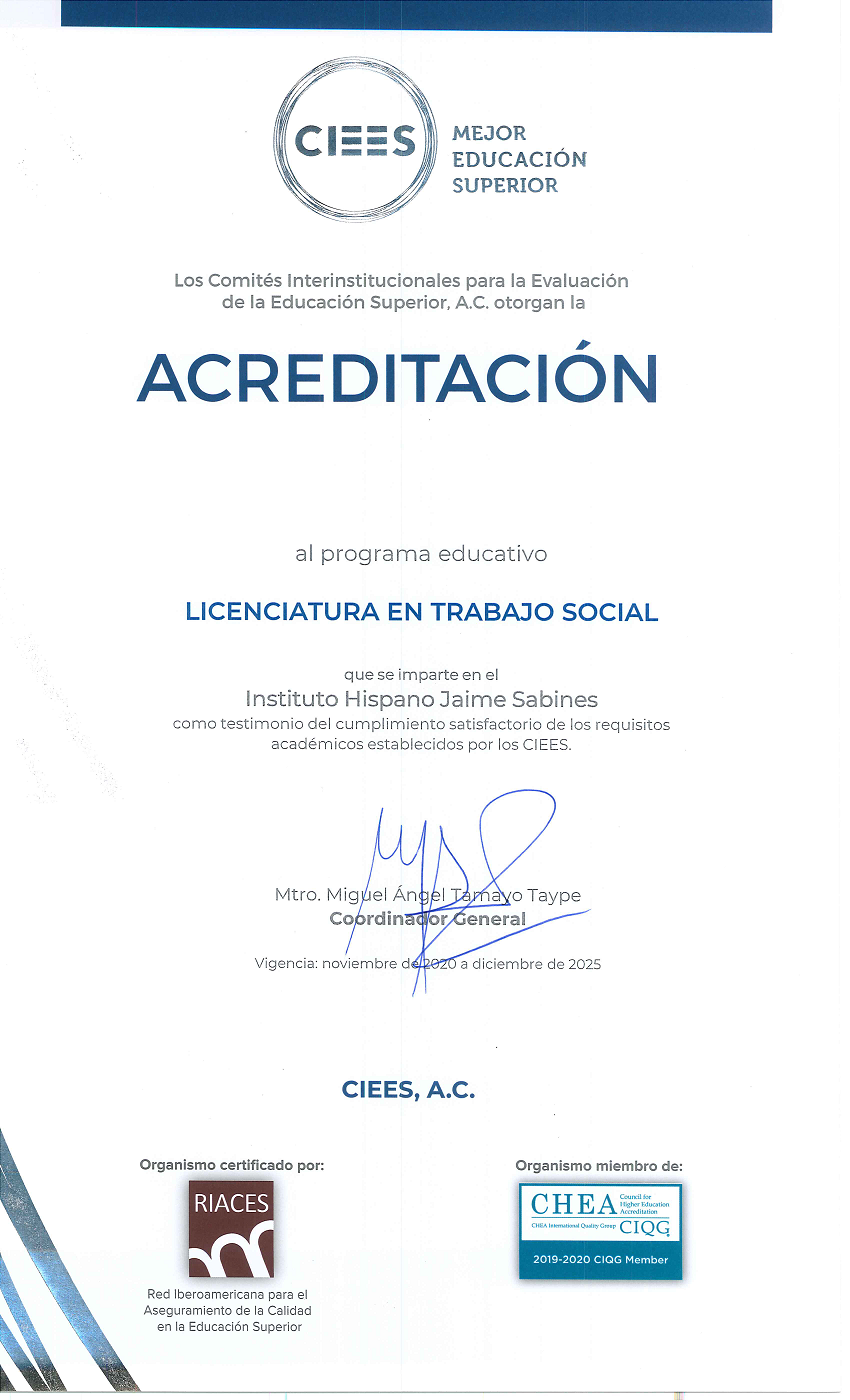 CIEES
MEJOR
EDUCACIÓN
SUPERIOR
Los Comités Interinstitucionales para la Evaluación
de la Educación Superior, A.C. otorgan la
ACREDITACIÓN
al programa educativo
LICENCIATURA EN TRABAJO SOCIAL
que se imparte en el
Instituto Hispano Jaime Sabines
como testimonio del cumplimiento satisfactorio de los requisitos
académicos establecidos por los CIEES.
Mtro. Miguel Ángel Tamayo Taype
Coordinador General
Vigencia: noviembre de 2020 a diciembre de 2025
CIEES, A.C.
Organismo certificado por:
RIACES
Red Iberoamericana para el
Aseguramiento de la Calidad
en la Educación Superior
Organismo miembro de:
CHEA
Council for
Higher Education
Accreditation
CHEA International Quality Group
CIQG
2019-2020 CIQG Member